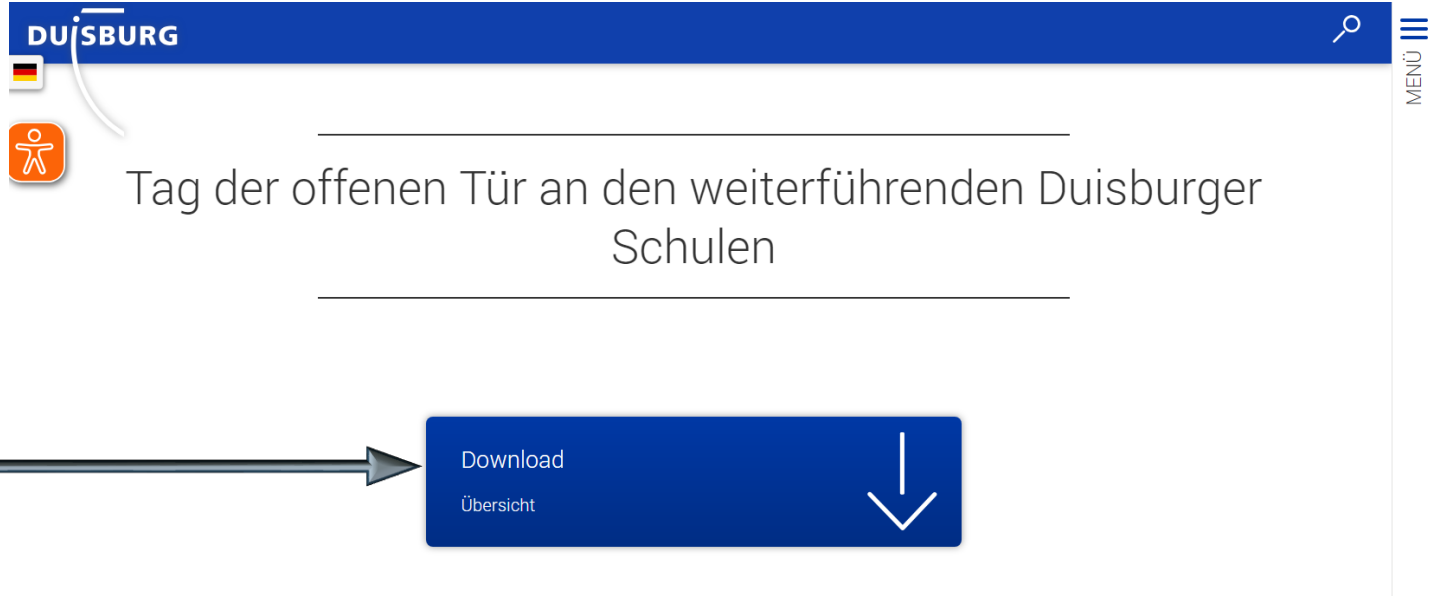 DUISBURG
MENÜ
Tag der offenen Tür an den weiterführenden Duisburger
Schulen
Download
Übersicht